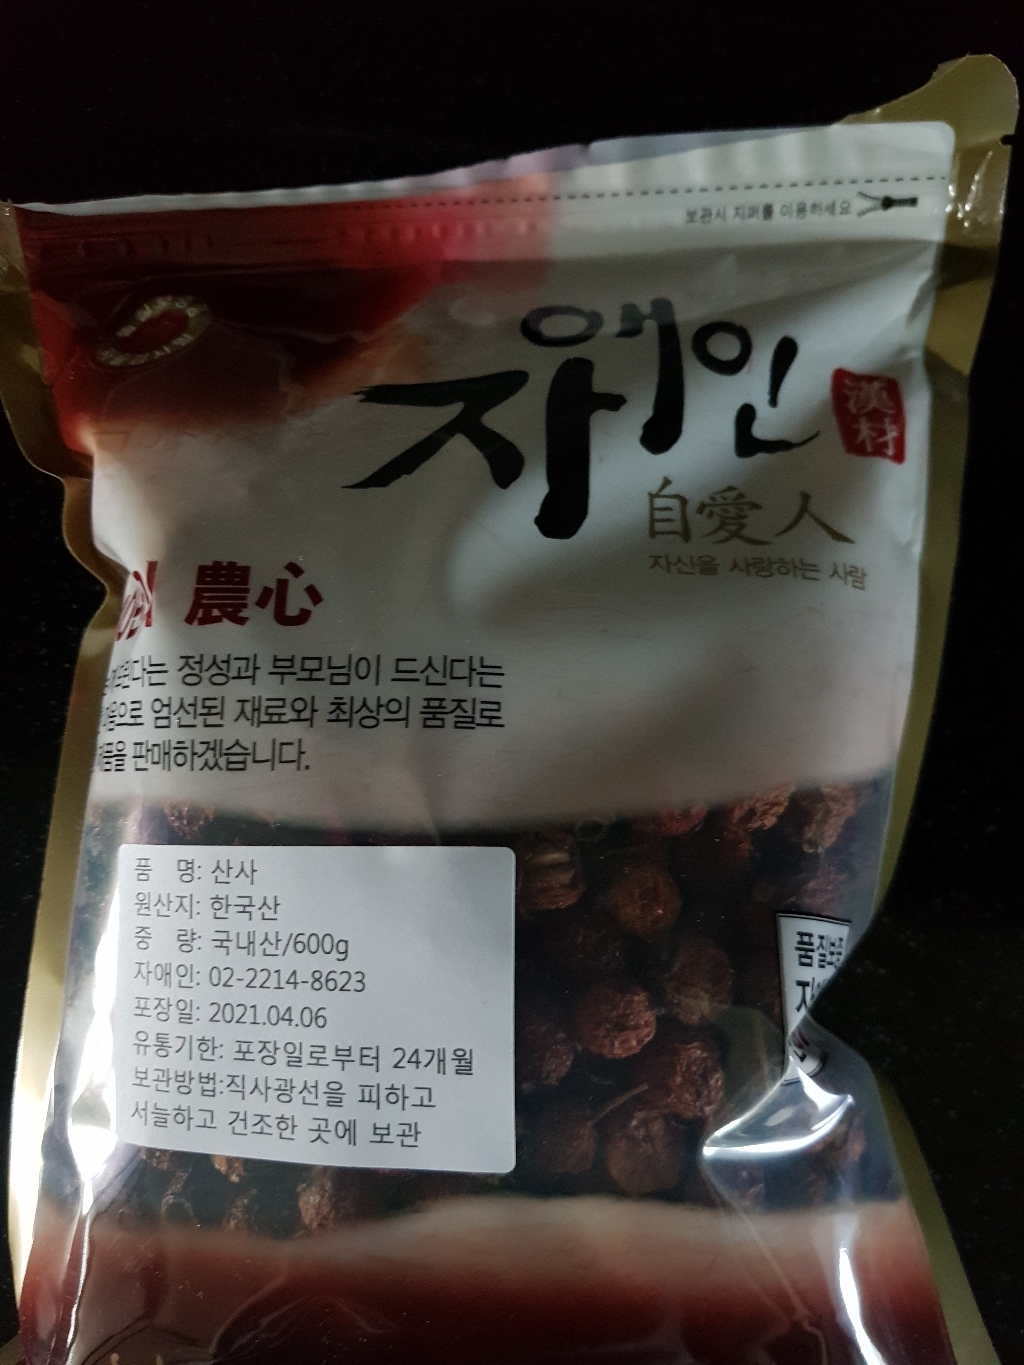 보관시 지퍼를 이용하세요
자애인
漢材
自愛人
자신을 사랑하는 사람
農心
정성과 부모님이 드신다는
엄선된 재료와 최상의 품질로
판매하겠습니다.
품 명: 산사
원산지: 한국산
중 량: 국내산/600g
자애인: 02-2214-8623
포장일: 2021.04.06
유통기한: 포장일로부터 24개월
보관방법:직사광선을 피하고
서늘하고 건조한 곳에 보관
품질보증